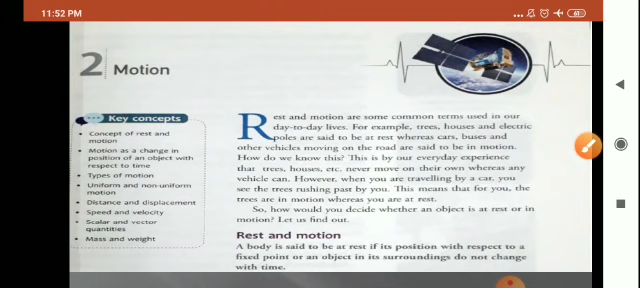 11:52 PM
61
2
Motion
Key concepts
• Concept of rest and
motion
• Motion as a change in
position of an object with
respect to time
• Types of motion
• Uniform and non-uniform
motion
• Distance and displacement
• Speed and velocity
• Scalar and vector
quantities
• Mass and weight
Rest and motion are some common terms used in our
day-to-day lives. For example, trees, houses and electric
poles are said to be at rest whereas cars, buses and
other vehicles moving on the road are said to be in motion.
How do we know this? This is by our everyday experience
that trees, houses, etc. never move on their own whereas any
vehicle can. However, when you are travelling by a car, you
see the trees rushing past by you. This means that for you, the
trees are in motion whereas you are at rest.
So, how would you decide whether an object is at rest or in
motion? Let us find out.
Rest and motion
A body is said to be at rest if its position with respect to a
fixed point or an object in its surroundings do not change
with time.